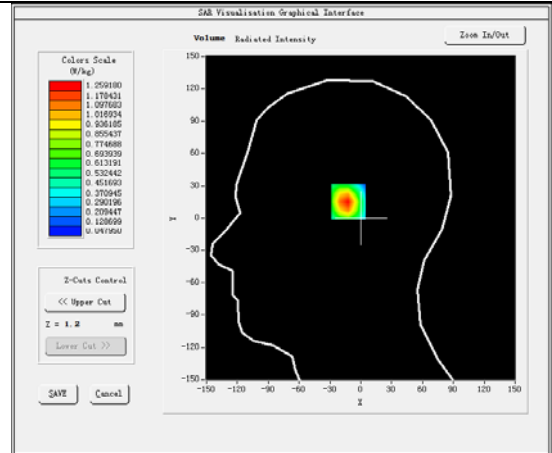 SAR Visualisation Graphical Interface
Volume Radiated Intensity
Zoom In/Out
Colors Scale
(W/kg)
1.259180
1.178431
1.097683
1.016934
0.936185
0.855437
0.774688
0.693939
0.613191
0.532442
0.451693
0.370945
0.290196
0.209447
0.128699
0.047950
Z-Cuts Control
<< Upper Cut
Z = 1.2 mm
Lower Cut >>
SAVE Cancel
150
120
90
60
30
0
-30
-60
-90
-120
-150
Y
-150 -120 -90 -60 -30 0 30 60 90 120 150
X